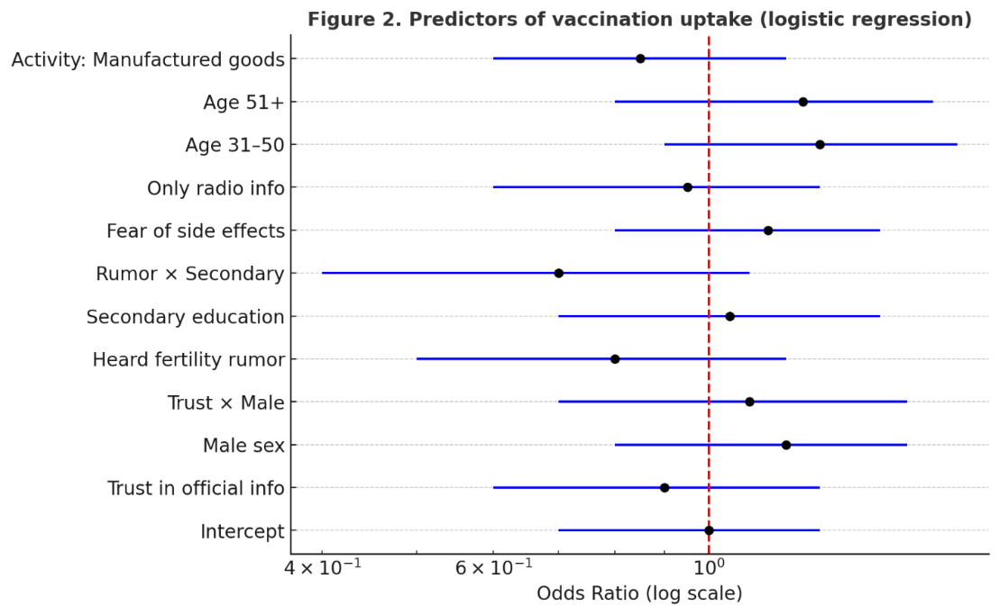 Figure 2. Predictors of vaccination uptake (logistic regression)
Activity: Manufactured goods
Age 51+
Age 31–50
Only radio info
Fear of side effects
Rumor × Secondary
Secondary education
Heard fertility rumor
Trust × Male
Male sex
Trust in official info
Intercept
4 × 10⁻¹ 6 × 10⁻¹ 10⁰
Odds Ratio (log scale)